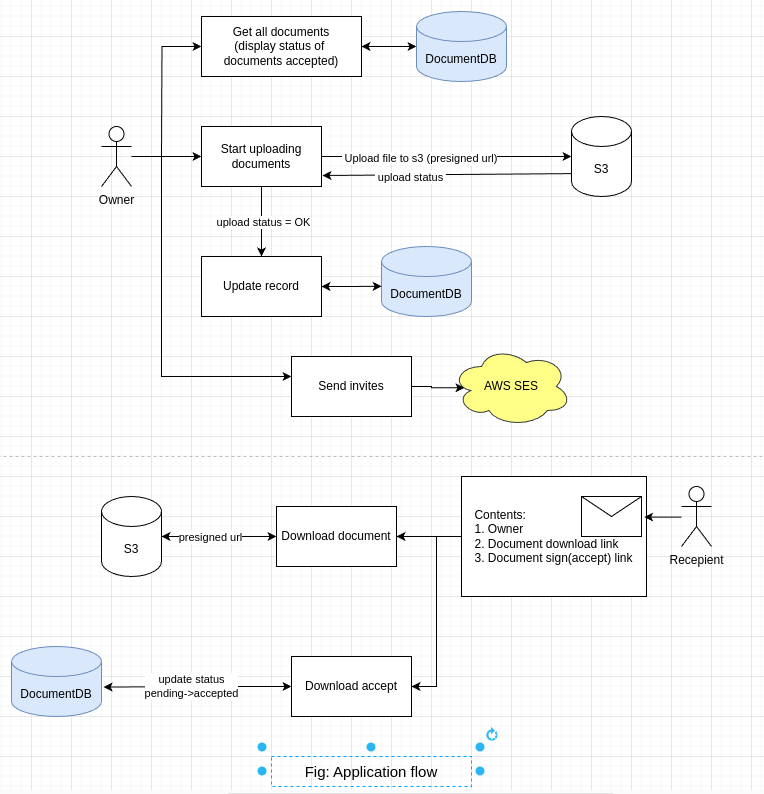 Get all documents
(display status of
documents accepted)
DocumentDB
Owner
Start uploading
documents
Upload file to s3 (presigned url)
upload status
S3
upload status = OK
Update record
DocumentDB
Send invites
AWS SES
S3
presigned url
Download document
Contents:
1. Owner
2. Document download link
3. Document sign(accept) link
Recepient
DocumentDB
update status
pending->accepted
Download accept
Fig: Application flow